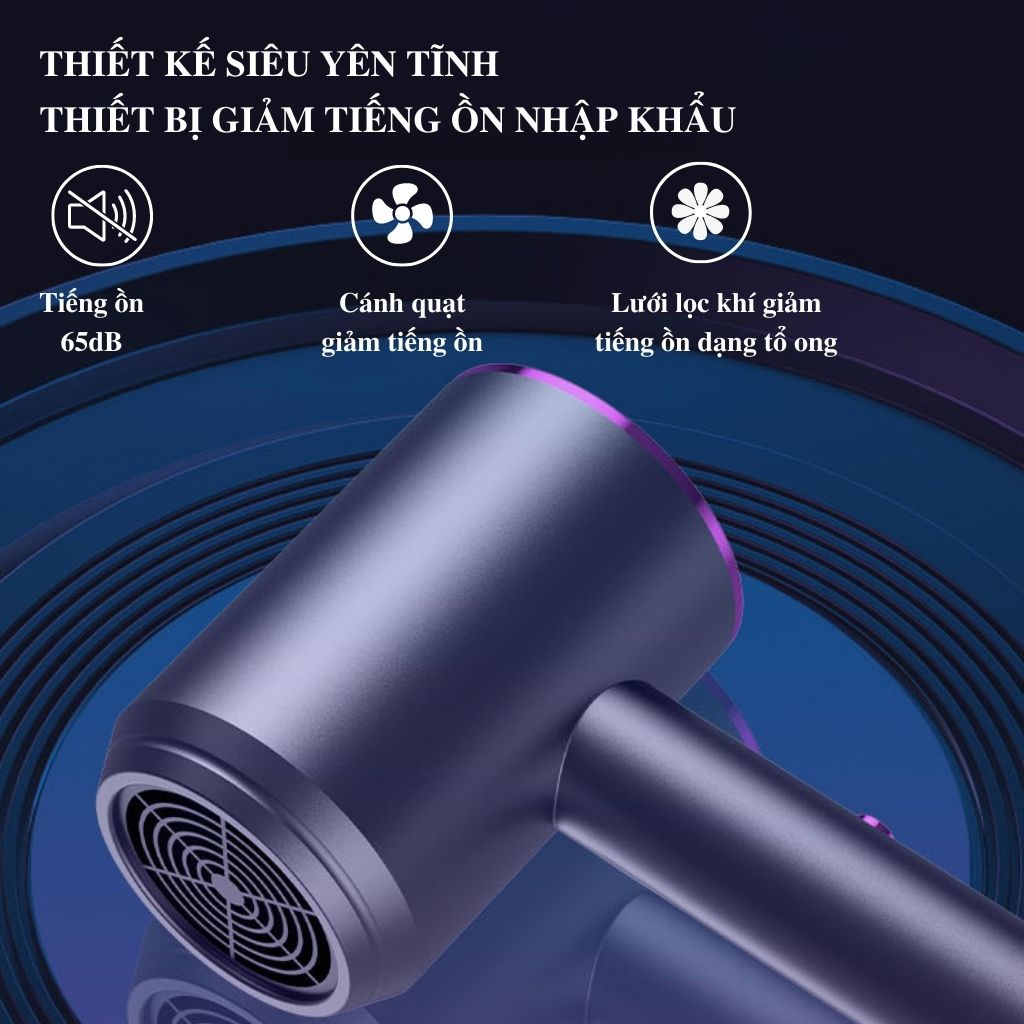 THIẾT KẾ SIÊU YÊN TĨNH
THIẾT BỊ GIẢM TIẾNG ỒN NHẬP KHẨU
Tiếng ồn
65dB
Cánh quạt
giảm tiếng ồn
Lưới lọc khí giảm
tiếng ồn dạng tổ ong